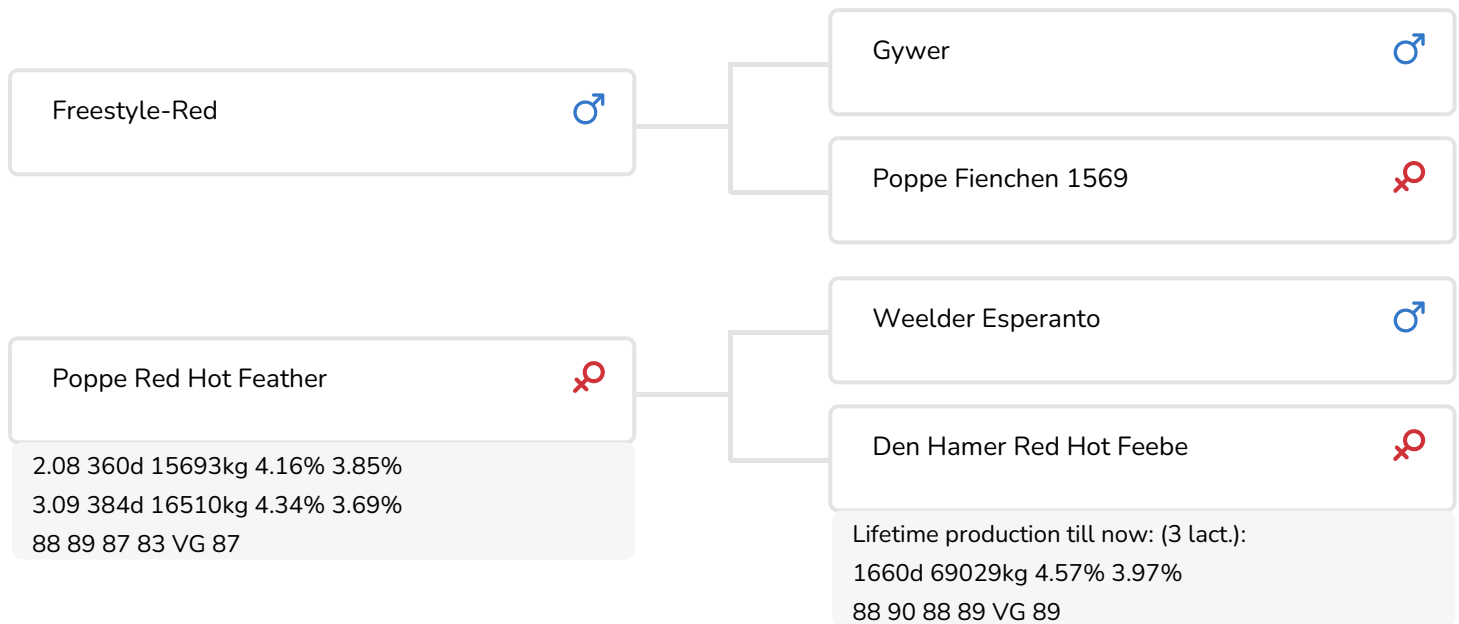 Freestyle-Red
Gywer
Poppe Fienchen 1569
Poppe Red Hot Feather
2.08 360d 15693kg 4.16% 3.85%
3.09 384d 16510kg 4.34% 3.69%
88 89 87 83 VG 87
Weelder Esperanto
Den Hamer Red Hot Feebe
Lifetime production till now: (3 lact.):
1660d 69029kg 4.57% 3.97%
88 90 88 89 VG 89